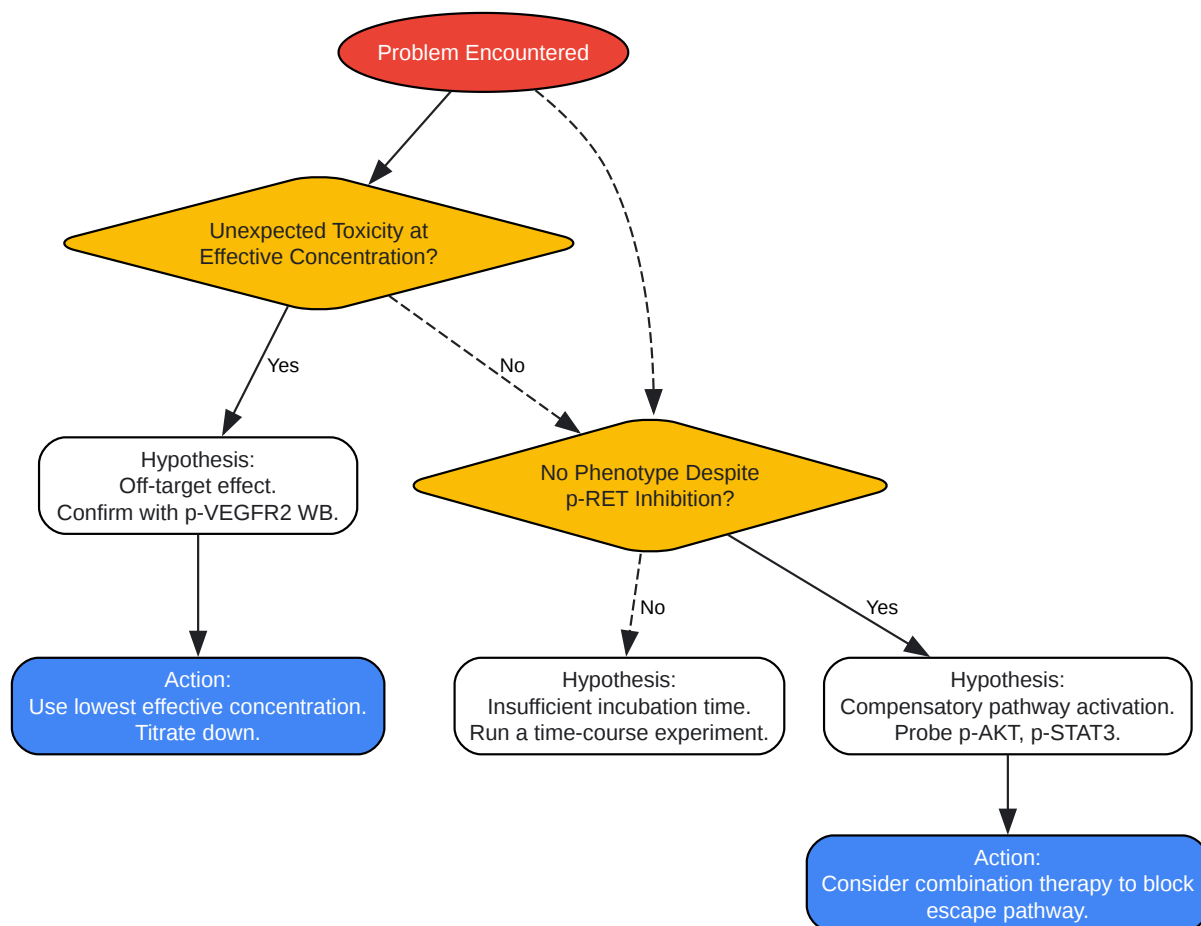 Problem Encountered
Unexpected Toxicity at
Effective Concentration?
Yes
No
Hypothesis:
Off-target effect.
Confirm with p-VEGFR2 WB.
No Phenotype Despite
p-RET Inhibition?
No
Yes
Action:
Use lowest effective concentration.
Titrate down.
Hypothesis:
Insufficient incubation time.
Run a time-course experiment.
Hypothesis:
Compensatory pathway activation.
Probe p-AKT, p-STAT3.
Action:
Consider combination therapy to block
escape pathway.